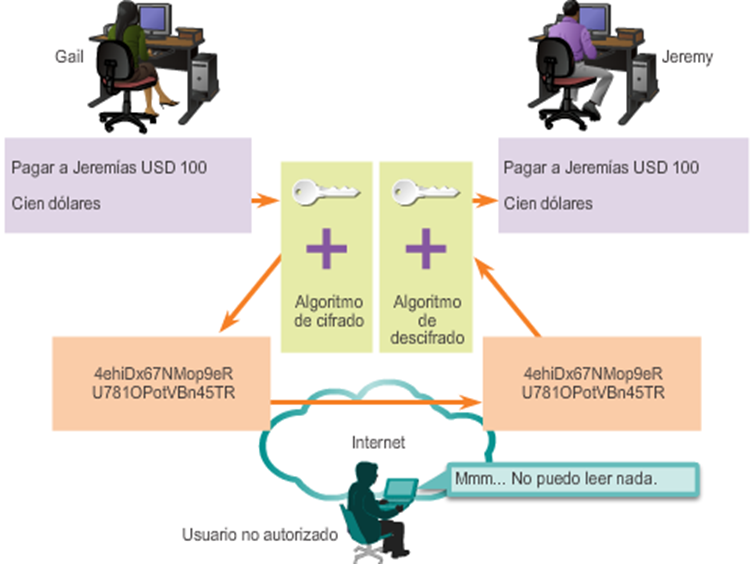 Gail
Jeremy
Pagar a Jeremías USD 100
Cien dólares
Algoritmo
de cifrado
Algoritmo
de
descifrado
Pagar a Jeremías USD 100
Cien dólares
4ehiDx67NMop9eR
U781OPotVBn45TR
4ehiDx67NMop9eR
U781OPotVBn45TR
Internet
Mmm... No puedo leer nada.
Usuario no autorizado